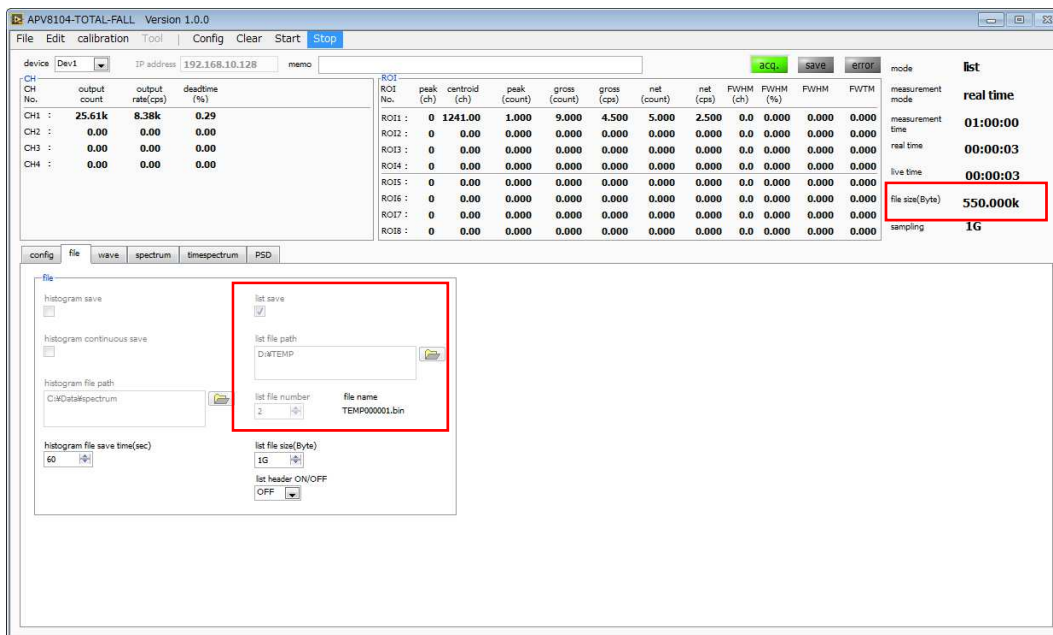 APV8104-TOTAL-FALL Version 1.0.0
File Edit calibration Tool | Config Clear Start Stop
device Dev1 IP address 192.168.10.128 memo acq. save error
mode list
measurement mode real time
measurement time 01:00:00
real time 00:00:03
live time 00:00:03
file size(Byte) 550.000k
sampling 1G
CH
CH No. output count output rate(cps) deadtime (%)
CH1 : 25.61k 8.38k 0.29
CH2 : 0.00 0.00 0.00
CH3 : 0.00 0.00 0.00
CH4 : 0.00 0.00 0.00
ROI
ROI No. peak (ch) centroid (ch) peak (count) gross (count) gross (cps) net (count) net (cps) FWHM (ch) FWHM (%) FWHM FWTM
ROI1 : 0 1241.00 1.000 9.000 4.500 5.000 2.500 0.0 0.000 0.000 0.000
ROI2 : 0 0.00 0.000 0.000 0.000 0.000 0.000 0.0 0.000 0.000 0.000
ROI3 : 0 0.00 0.000 0.000 0.000 0.000 0.000 0.0 0.000 0.000 0.000
ROI4 : 0 0.00 0.000 0.000 0.000 0.000 0.000 0.0 0.000 0.000 0.000
ROI5 : 0 0.00 0.000 0.000 0.000 0.000 0.000 0.0 0.000 0.000 0.000
ROI6 : 0 0.00 0.000 0.000 0.000 0.000 0.000 0.0 0.000 0.000 0.000
ROI7 : 0 0.00 0.000 0.000 0.000 0.000 0.000 0.0 0.000 0.000 0.000
ROI8 : 0 0.00 0.000 0.000 0.000 0.000 0.000 0.0 0.000 0.000 0.000
config file wave spectrum timespectrum PSD
file
histogram save
histogram continuous save
histogram file path
C:¥Data¥spectrum
histogram file save time(sec)
60
list save
list file path
D:¥TEMP
list file number file name
2 TEMP000001.bin
list file size(Byte)
1G
list header ON/OFF
OFF